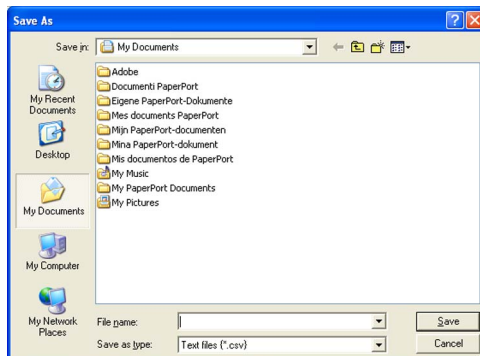 Save As
Save in: My Documents
My Recent
Documents
Desktop
My Documents
My Computer
My Network
Places
Adobe
Documenti PaperPort
Eigene PaperPort-Dokumente
Mes documents PaperPort
Mijn PaperPort-documenten
Mina PaperPort-dokument
Mis documentos de PaperPort
My Music
My PaperPort Documents
My Pictures
File name: Save
Save as type: Text files (*.csv) Cancel